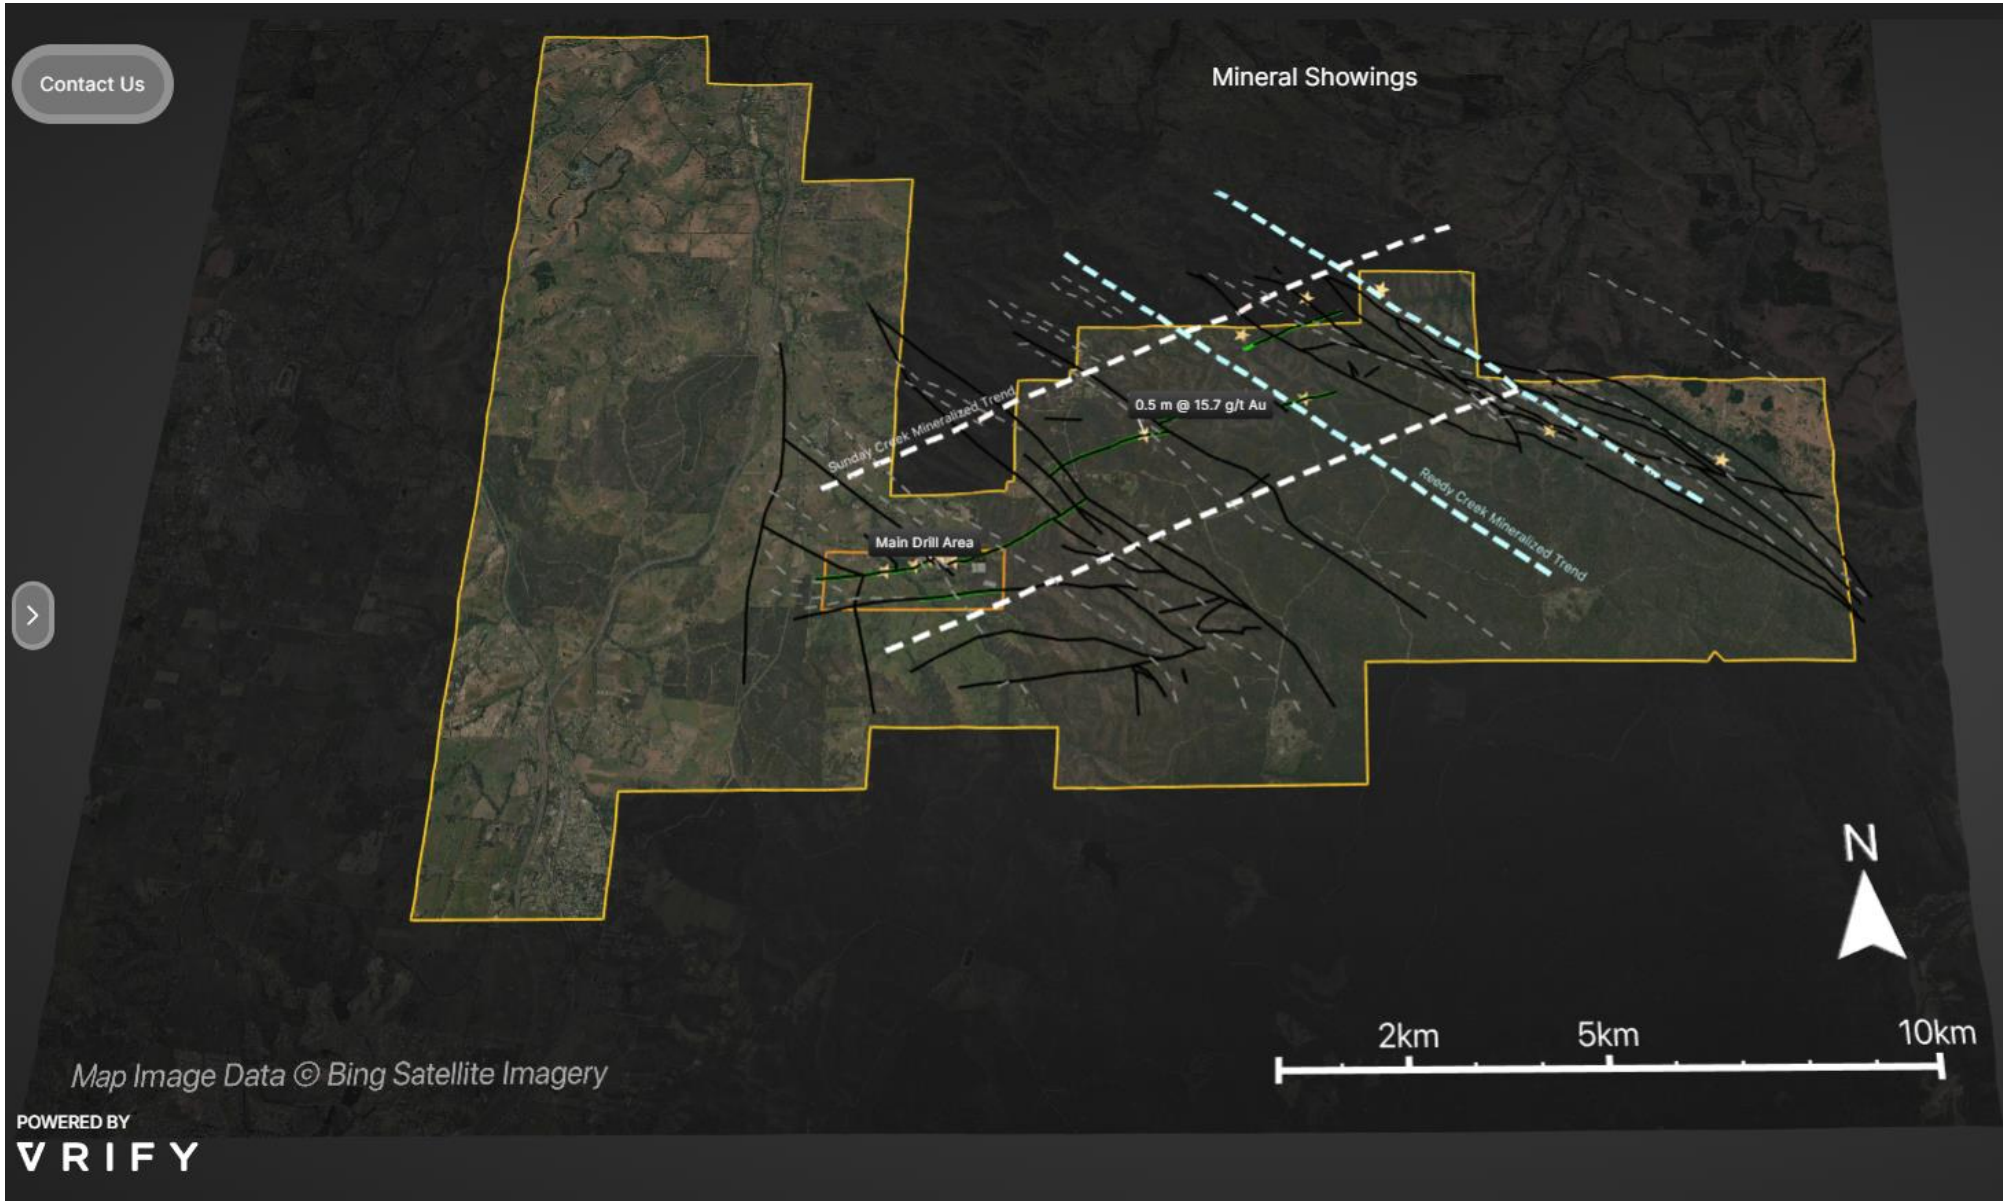 Contact Us
Mineral Showings
Sunday Creek Mineralized Trend
0.5 m @ 15.7 g/t Au
Reedy Creek Mineralized Trend
Main Drill Area
N
2km 5km 10km
Map Image Data © Bing Satellite Imagery
POWERED BY
VRIFY